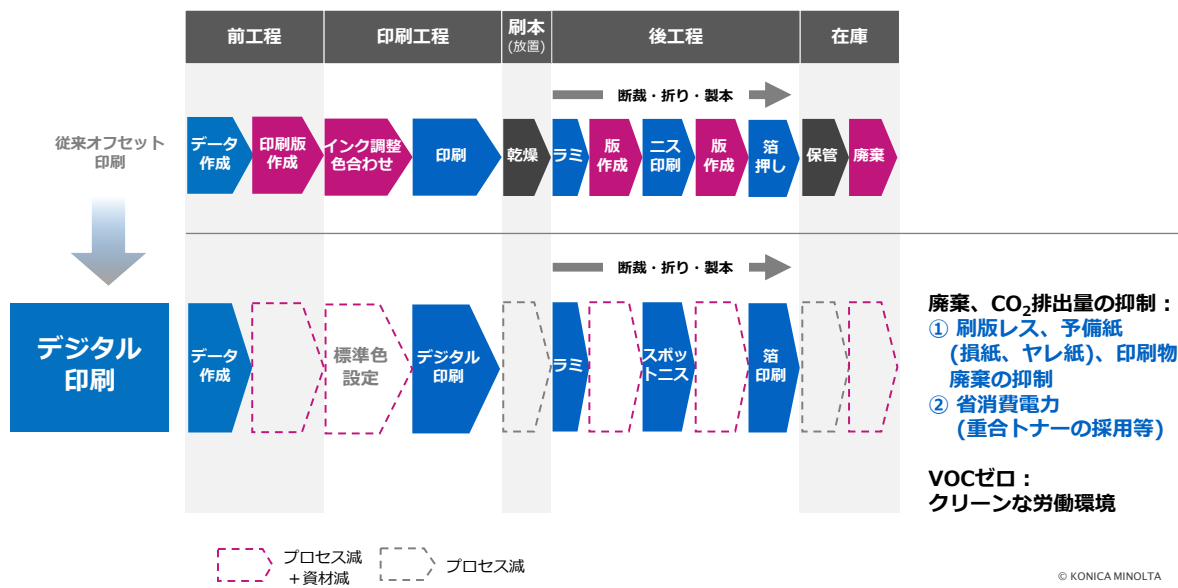 前工程
印刷工程
刷本
(放置)
後工程
在庫
断裁・折り・製本
従来オフセット
印刷
データ
作成
印刷版
作成
インク調整
色合わせ
印刷
乾燥
ラミ
版
作成
ニス
印刷
版
作成
箔
押し
保管
廃棄
断裁・折り・製本
デジタル
印刷
データ
作成
標準色
設定
デジタル
印刷
ラミ
スポッ
トニス
箔
印刷
廃棄、CO₂排出量の抑制：
① 刷版レス、予備紙
(損紙、ヤレ紙)、印刷物
廃棄の抑制
② 省消費電力
(重合トナーの採用等)
VOCゼロ：
クリーンな労働環境
プロセス減
＋資材減
プロセス減
© KONICA MINOLTA